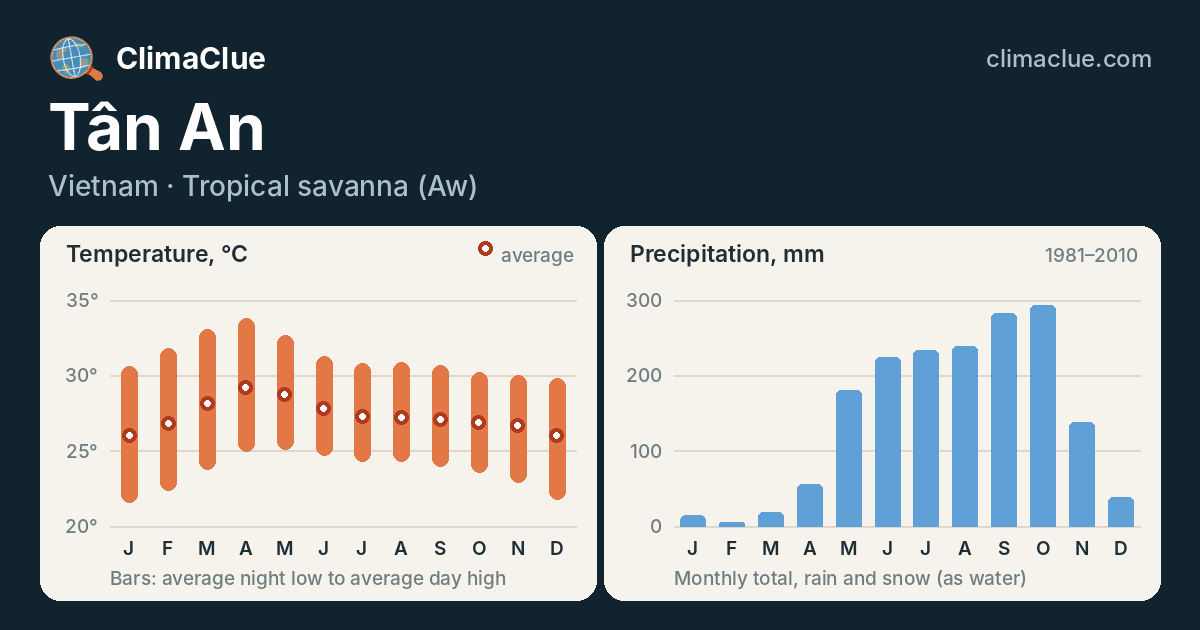 ClimaClue
climaclue.com
Tân An
Vietnam · Tropical savanna (Aw)
Temperature, °C
average
35°
30°
25°
20°
J F M A M J J A S O N D
Bars: average night low to average day high
Precipitation, mm
1981–2010
300
200
100
0
J F M A M J J A S O N D
Monthly total, rain and snow (as water)